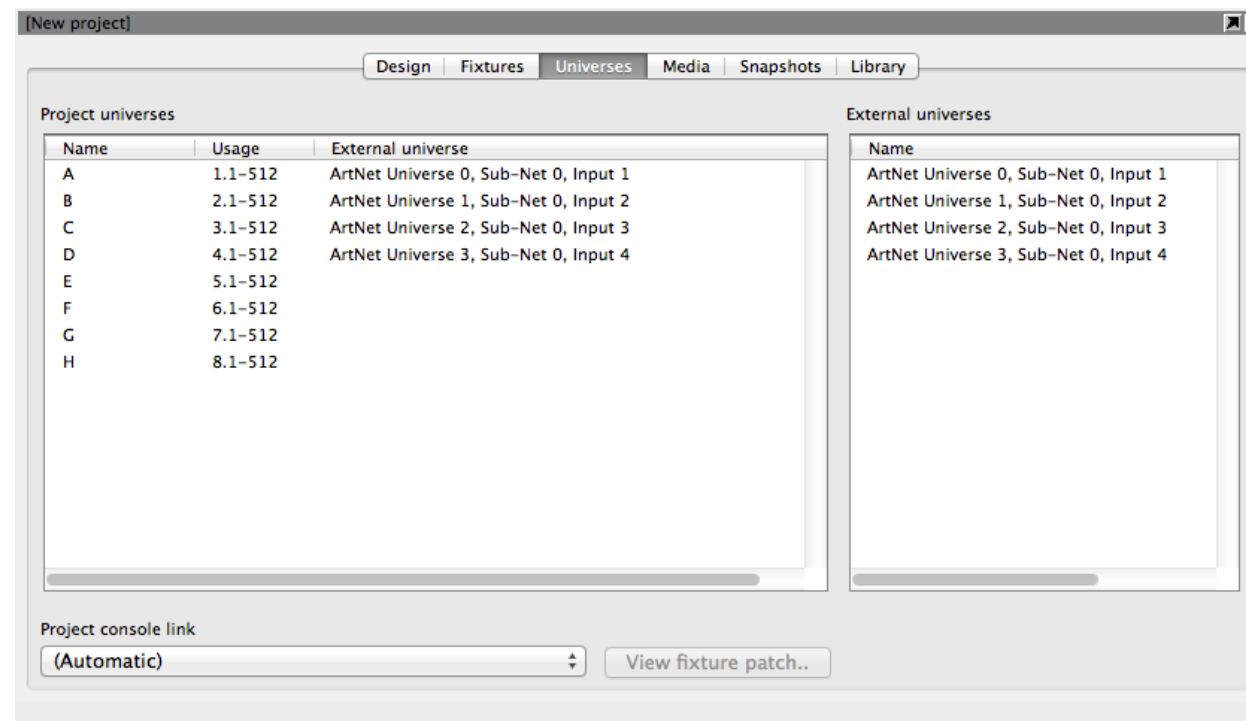 [New project]
Design Fixtures Universes Media Snapshots Library
Project universes
Name Usage External universe
A 1.1-512 ArtNet Universe 0, Sub-Net 0, Input 1
B 2.1-512 ArtNet Universe 1, Sub-Net 0, Input 2
C 3.1-512 ArtNet Universe 2, Sub-Net 0, Input 3
D 4.1-512 ArtNet Universe 3, Sub-Net 0, Input 4
E 5.1-512
F 6.1-512
G 7.1-512
H 8.1-512
External universes
Name
ArtNet Universe 0, Sub-Net 0, Input 1
ArtNet Universe 1, Sub-Net 0, Input 2
ArtNet Universe 2, Sub-Net 0, Input 3
ArtNet Universe 3, Sub-Net 0, Input 4
Project console link
(Automatic) View fixture patch..